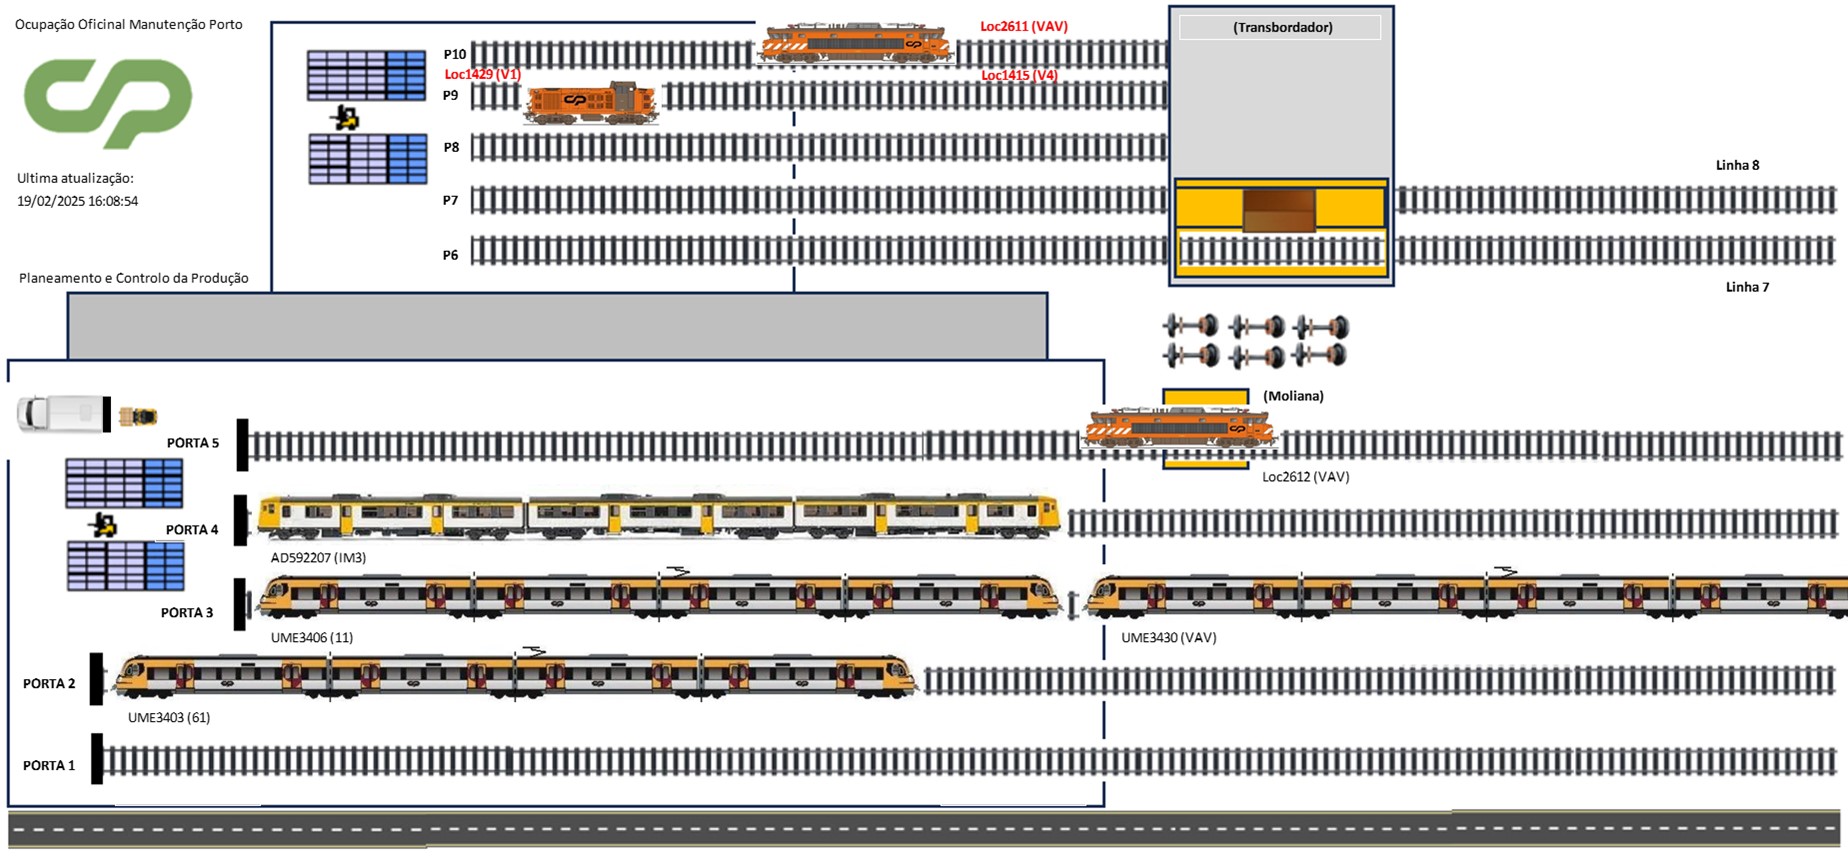 Ocupação Oficinal Manutenção Porto
CP
Ultima atualização:
19/02/2025 16:08:54
Planeamento e Controlo da Produção
P10
Loc2611 (VAV)
(Transbordador)
Loc1429 (V1)
Loc1415 (V4)
P9
P8
P7
P6
Linha 8
Linha 7
(Moliana)
PORTA 5
Loc2612 (VAV)
PORTA 4
AD592207 (IM3)
PORTA 3
UME3406 (11)
UME3430 (VAV)
PORTA 2
UME3403 (61)
PORTA 1